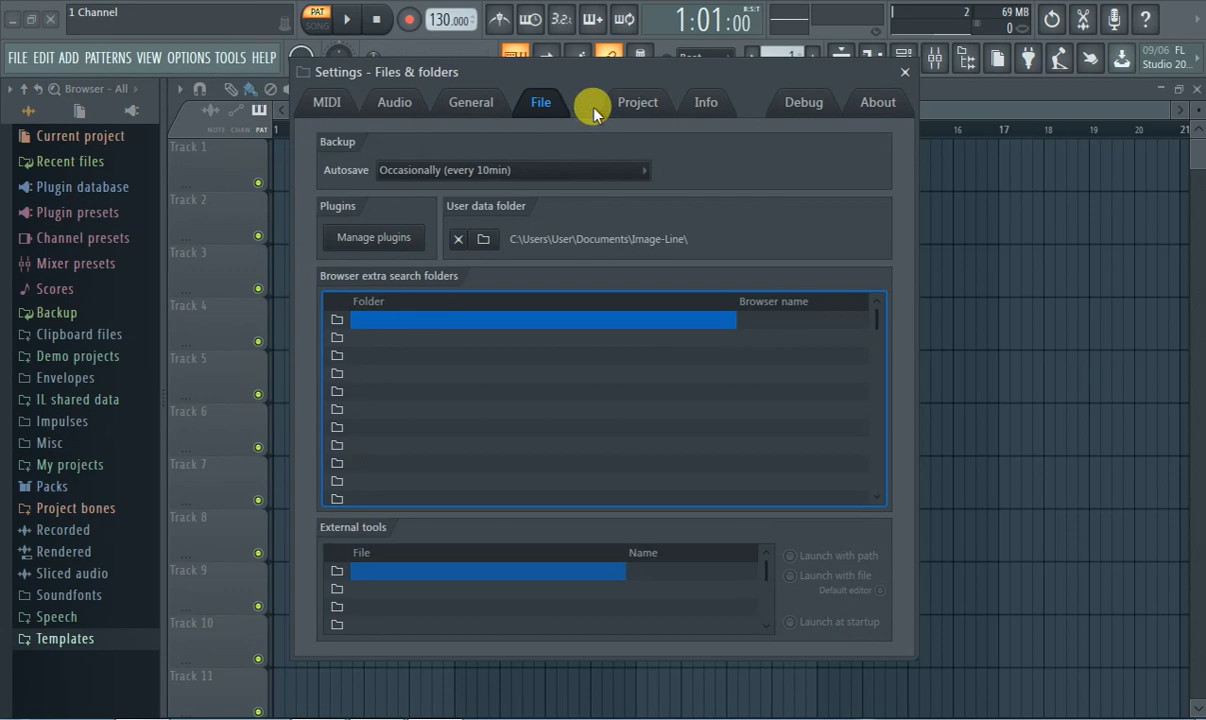 1 Channel
PAT
SONG
130.000
3.2.
1:01:00
B:S:T
2
69 MB
0
FILE EDIT ADD PATTERNS VIEW OPTIONS TOOLS HELP
1
09/06 FL
Studio 20...
Browser - All
NOTE CHAN PAT
1
16
17
18
19
20
21
Current project
Recent files
Plugin database
Plugin presets
Channel presets
Mixer presets
Scores
Backup
Clipboard files
Demo projects
Envelopes
IL shared data
Impulses
Misc
My projects
Packs
Project bones
Recorded
Rendered
Sliced audio
Soundfonts
Speech
Templates
Track 1
Track 2
Track 3
Track 4
Track 5
Track 6
Track 7
Track 8
Track 9
Track 10
Track 11
Settings - Files & folders
MIDI
Audio
General
File
Project
Info
Debug
About
Backup
Autosave
Occasionally (every 10min)
Plugins
User data folder
Manage plugins
C:\Users\User\Documents\Image-Line\
Browser extra search folders
Folder
Browser name
External tools
File
Name
Launch with path
Launch with file
Default editor
Launch at startup